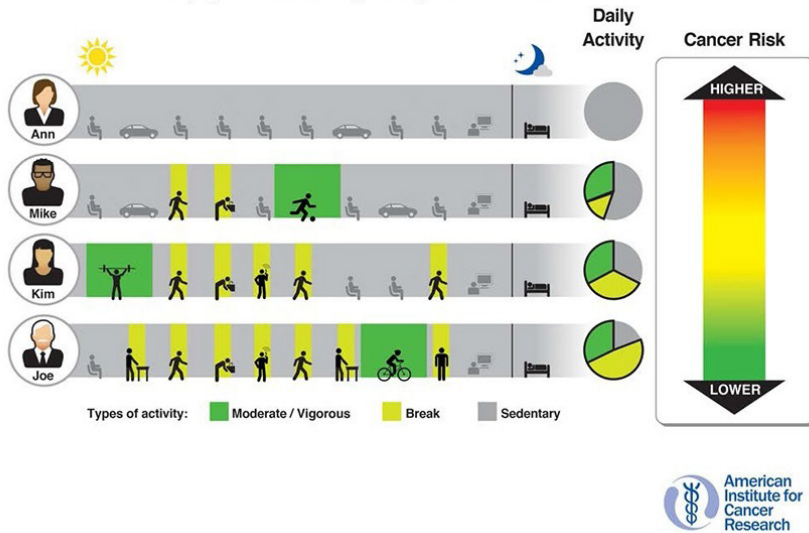 Daily
Activity
Cancer Risk
HIGHER
Ann
Mike
Kim
Joe
LOWER
Types of activity: Moderate / Vigorous Break Sedentary
American
Institute for
Cancer
Research